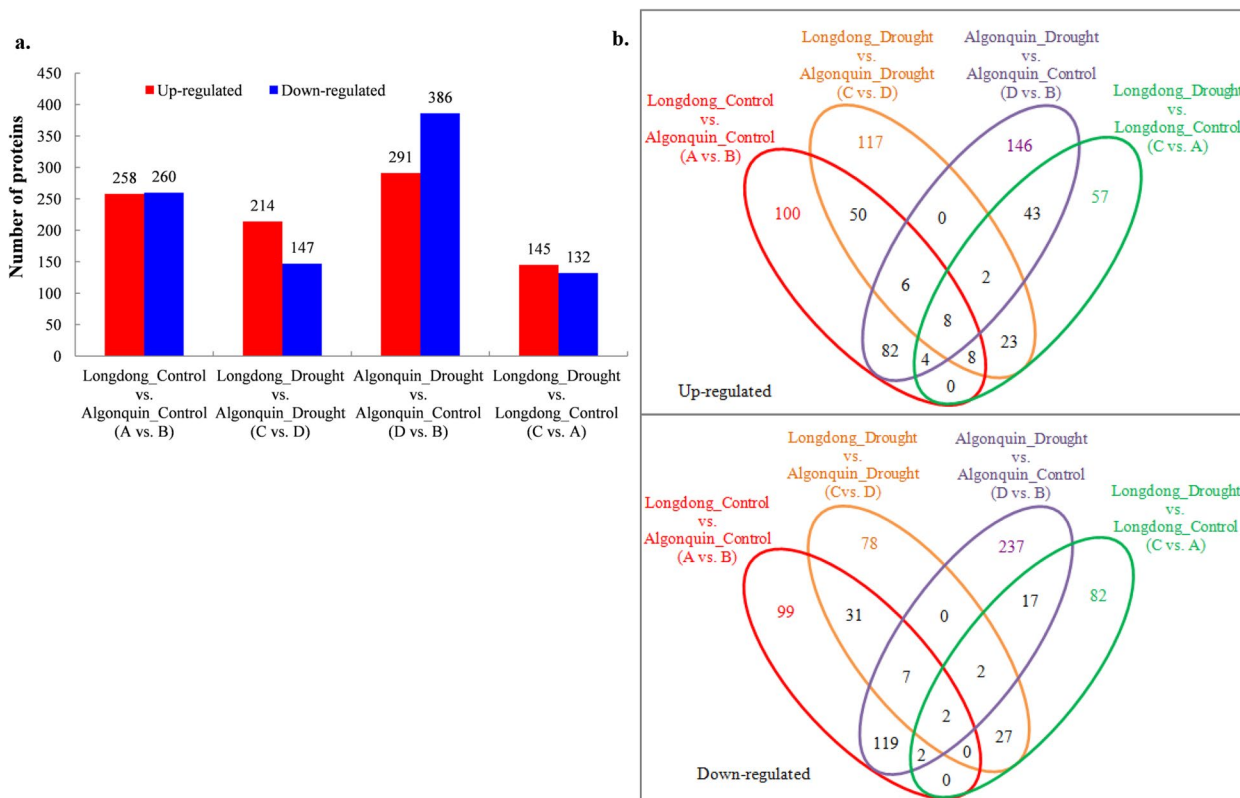 a.
Number of proteins
450
400
350
300
250
200
150
100
50
0
Up-regulated
Down-regulated
258
260
214
147
291
386
145
132
Longdong_Control
vs.
Algonquin_Control
(A vs. B)
Longdong_Drought
vs.
Algonquin_Drought
(C vs. D)
Algonquin_Drought
vs.
Algonquin_Control
(D vs. B)
Longdong_Drought
vs.
Longdong_Control
(C vs. A)
b.
Longdong_Control
vs.
Algonquin_Control
(A vs. B)
Longdong_Drought
vs.
Algonquin_Drought
(C vs. D)
Algonquin_Drought
vs.
Algonquin_Control
(D vs. B)
Longdong_Drought
vs.
Longdong_Control
(C vs. A)
117
146
100
50
0
43
57
6
2
8
82
4
8
23
0
Up-regulated
Longdong_Control
vs.
Algonquin_Control
(A vs. B)
Longdong_Drought
vs.
Algonquin_Drought
(Cvs. D)
Algonquin_Drought
vs.
Algonquin_Control
(D vs. B)
Longdong_Drought
vs.
Longdong_Control
(C vs. A)
78
237
99
31
0
17
82
7
2
2
119
2
0
27
0
Down-regulated